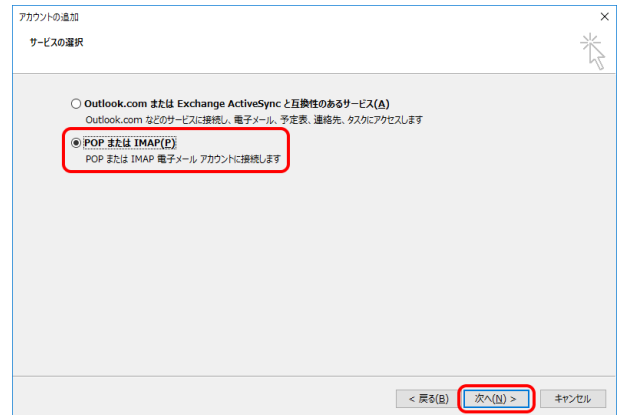 アカウントの追加
サービスの選択
Outlook.com または Exchange ActiveSync と互換性のあるサービス(A)
Outlook.com などのサービスに接続し、電子メール、予定表、連絡先、タスクにアクセスします
POP または IMAP(P)
POP または IMAP 電子メール アカウントに接続します
< 戻る(B) 次へ(N) > キャンセル